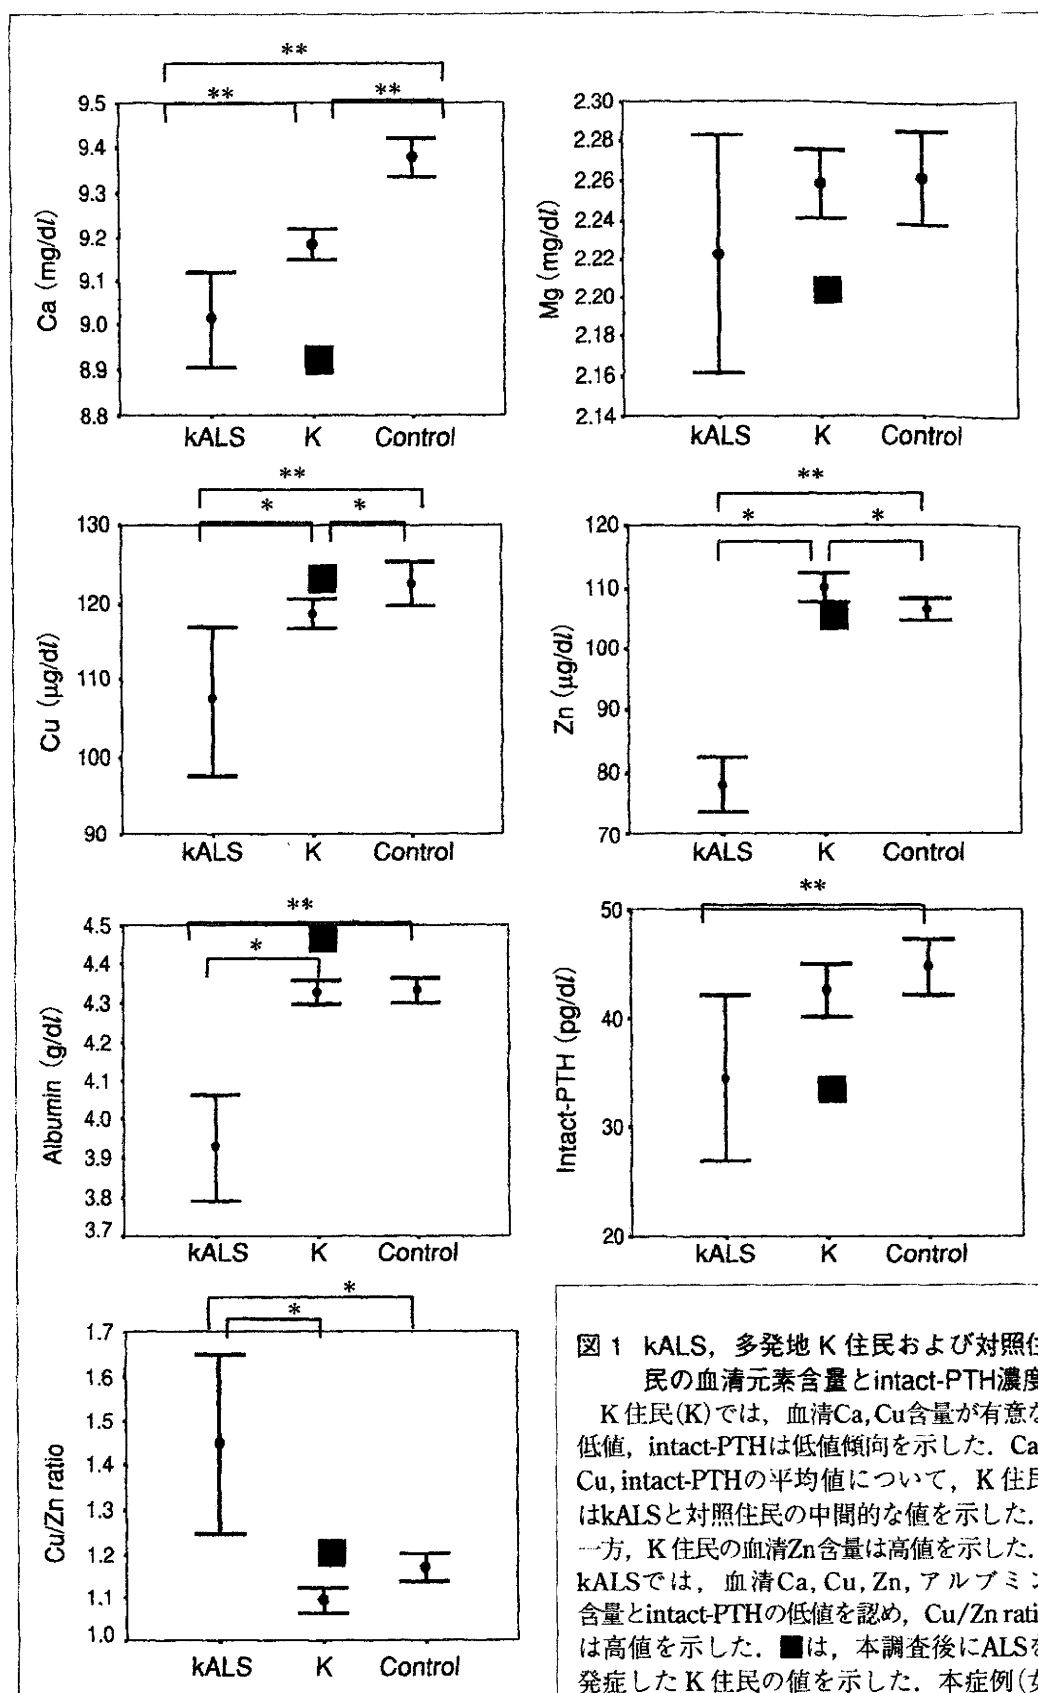 **
** **
9.5
9.4
9.3
9.2
9.1
9.0
8.9
8.8
Ca (mg/dl)
kALS K Control
2.30
2.28
2.26
2.24
2.22
2.20
2.18
2.16
2.14
Mg (mg/dl)
kALS K Control
**
* *
130
120
110
100
90
Cu (μg/dl)
kALS K Control
**
* *
120
110
100
90
80
70
Zn (μg/dl)
kALS K Control
**
*
4.5
4.4
4.3
4.2
4.1
4.0
3.9
3.8
3.7
Albumin (g/dl)
kALS K Control
**
50
40
30
20
Intact-PTH (pg/dl)
kALS K Control
*
*
1.7
1.6
1.5
1.4
1.3
1.2
1.1
1.0
Cu/Zn ratio
kALS K Control
図1 kALS, 多発地 K 住民および対照住
民の血清元素含量とintact-PTH濃度
K 住民(K)では, 血清Ca, Cu含量が有意な
低値, intact-PTHは低値傾向を示した. Ca,
Cu, intact-PTHの平均値について, K 住民
はkALSと対照住民の中間的な値を示した.
一方, K 住民の血清Zn含量は高値を示した.
kALSでは, 血清Ca, Cu, Zn, アルブミン
含量とintact-PTHの低値を認め, Cu/Zn rati
は高値を示した. ■は, 本調査後にALSを
発症した K 住民の値を示した. 本症例(女